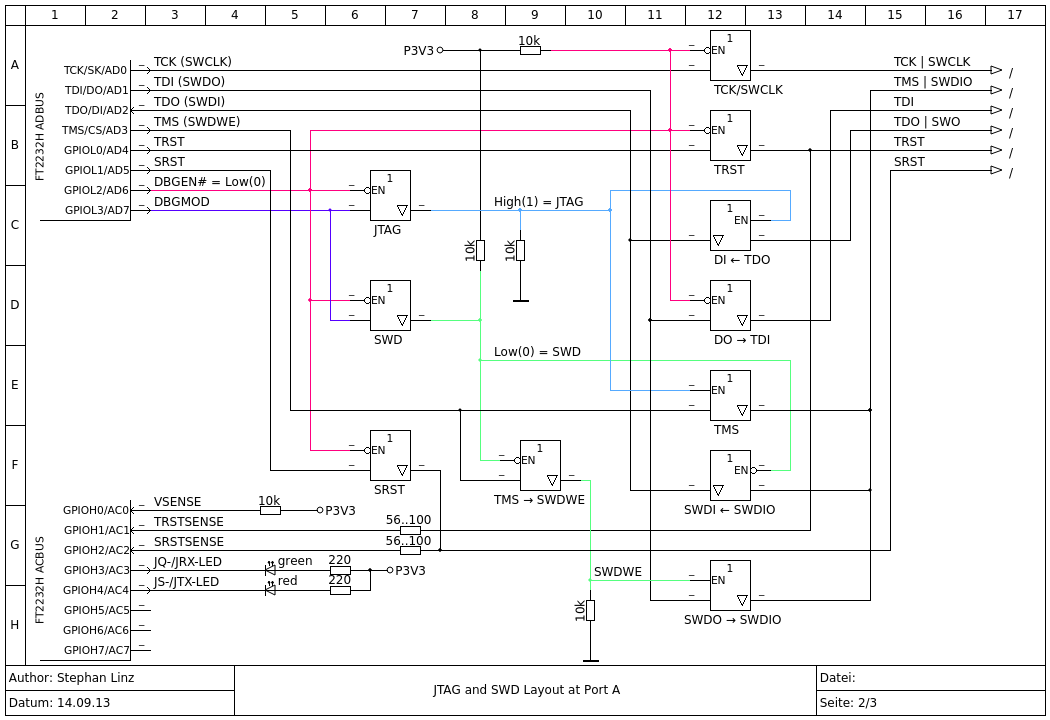 1 2 3 4 5 6 7 8 9 10 11 12 13 14 15 16 17
A
B
C
D
E
F
G
H
FT2232H ADBUS
TCK/SK/AD0 TCK (SWCLK)
TDI/DO/AD1 TDI (SWDO)
TDO/DI/AD2 TDO (SWDI)
TMS/CS/AD3 TMS (SWDWE)
GPIOL0/AD4 TRST
GPIOL1/AD5 SRST
GPIOL2/AD6 DBGEN# = Low(0)
GPIOL3/AD7 DBGMOD
P3V3 10k
1
EN
TCK/SWCLK
1
EN
TRST
TCK | SWCLK /
TMS | SWDIO /
TDI /
TDO | SWO /
TRST /
SRST /
1
EN
JTAG
High(1) = JTAG
10k 10k
1
EN
DI ← TDO
1
EN
SWD
1
EN
DO → TDI
Low(0) = SWD
1
EN
TMS
1
EN
SRST
1
EN
TMS → SWDWE
1
EN
SWDI ← SWDIO
FT2232H ACBUS
GPIOH0/AC0 VSENSE 10k P3V3
GPIOH1/AC1 TRSTSENSE 56..100
GPIOH2/AC2 SRSTSENSE 56..100
GPIOH3/AC3 JQ-/JRX-LED green 220 P3V3
GPIOH4/AC4 JS-/JTX-LED red 220
GPIOH5/AC5
GPIOH6/AC6
GPIOH7/AC7
SWDWE
10k
1
EN
SWDO → SWDIO
Author: Stephan Linz
Datum: 14.09.13
JTAG and SWD Layout at Port A
Datei:
Seite: 2/3